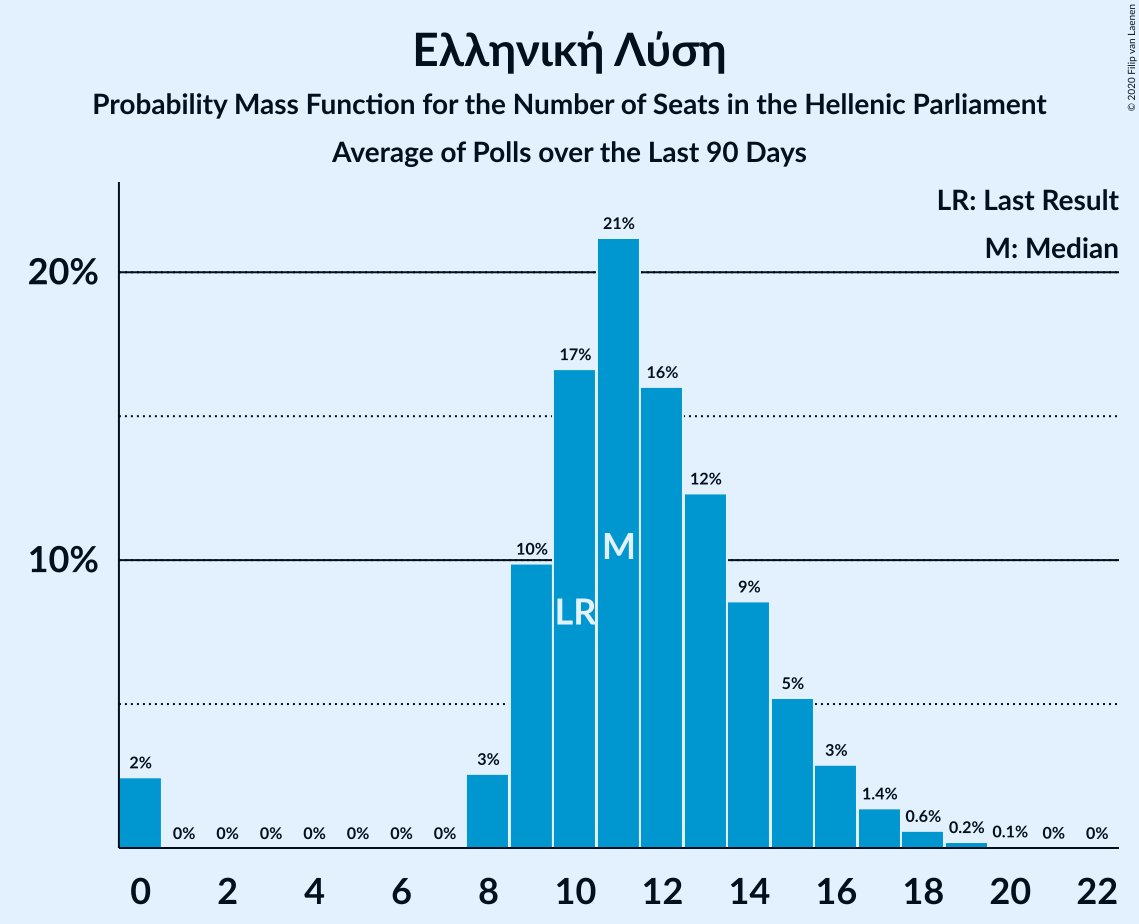 Ελληνική Λύση
Probability Mass Function for the Number of Seats in the Hellenic Parliament
Average of Polls over the Last 90 Days
© 2020 Filip van Laenen
LR: Last Result
M: Median
20%
10%
2%
0%
0%
0%
0%
0%
0%
0%
3%
10%
17%
21%
16%
12%
9%
5%
3%
1.4%
0.6%
0.2%
0.1%
0%
0%
LR
M
0 2 4 6 8 10 12 14 16 18 20 22